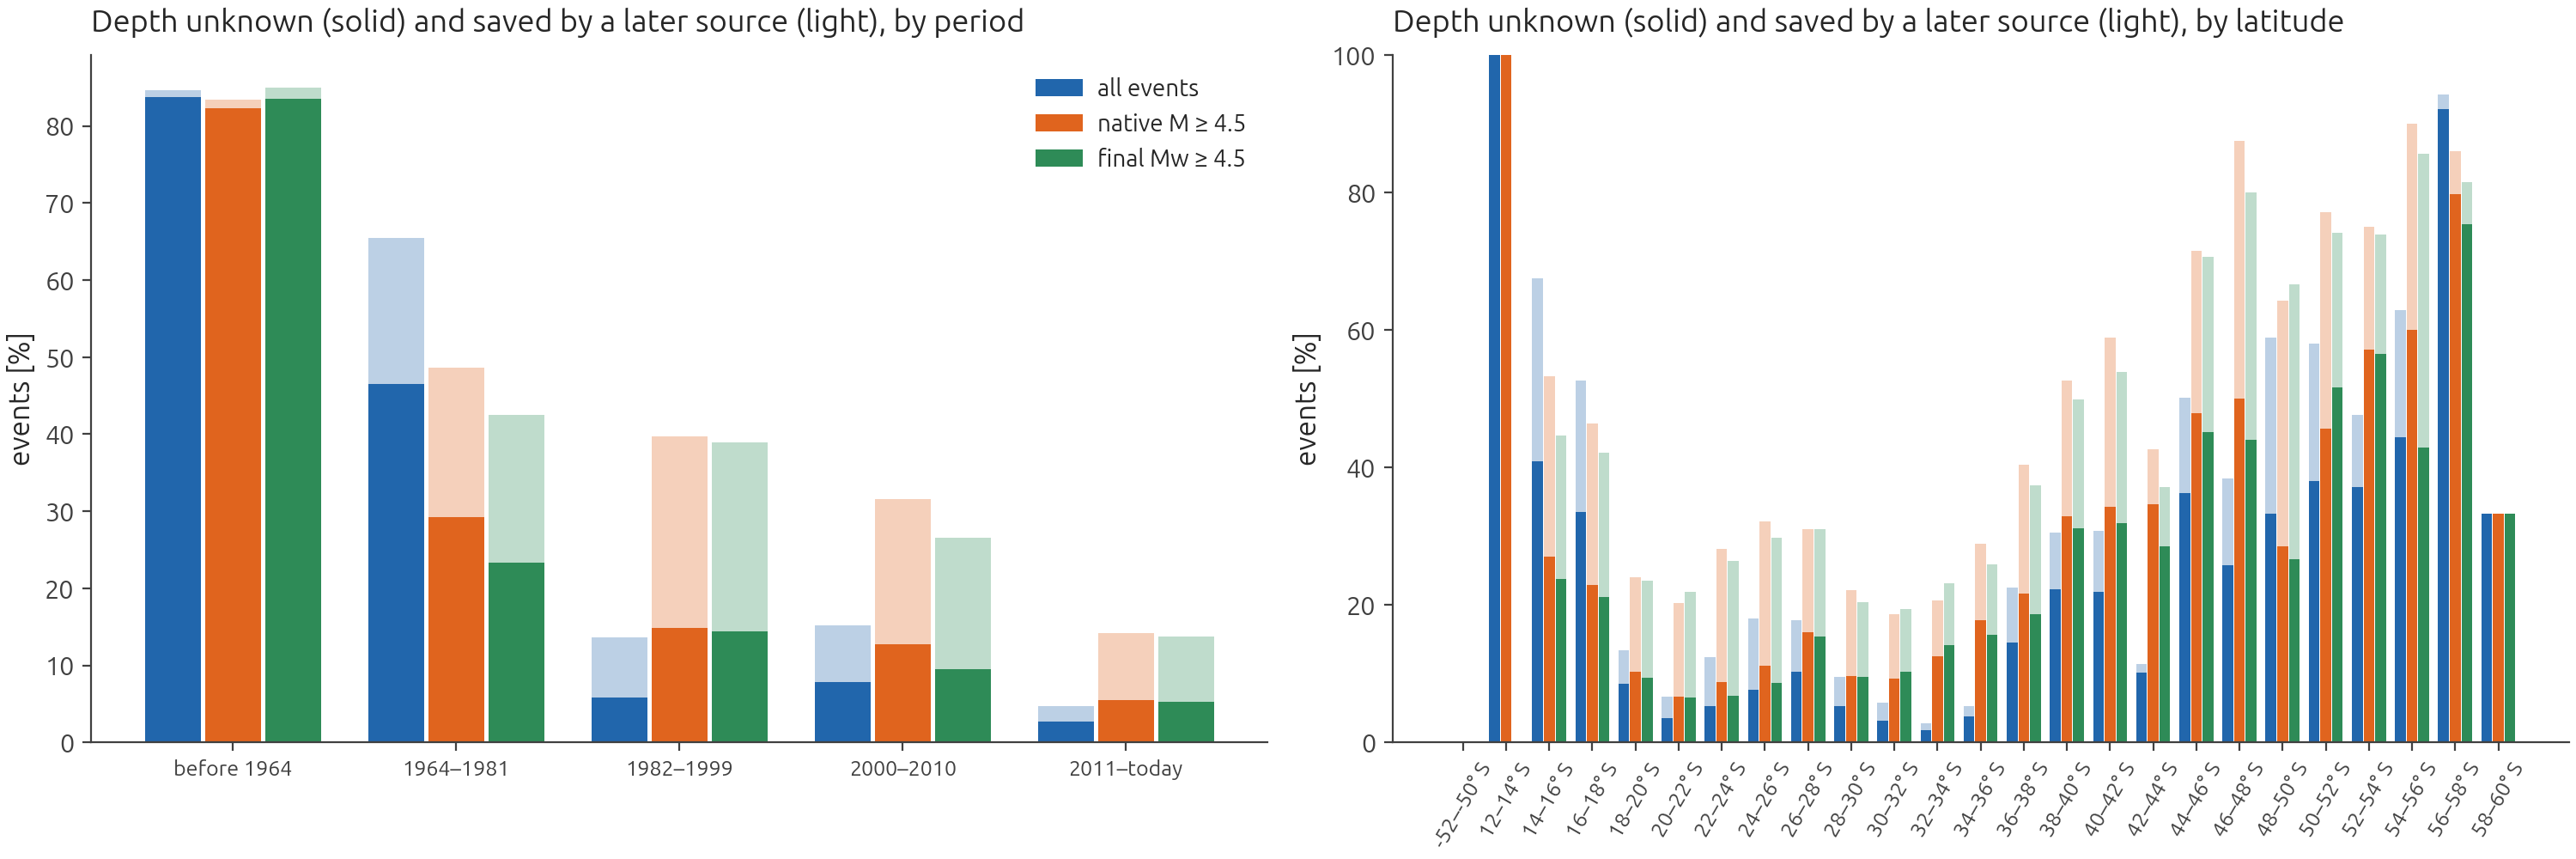 Depth unknown (solid) and saved by a later source (light), by period
events [%]
80
70
60
50
40
30
20
10
0
before 1964
1964–1981
1982–1999
2000–2010
2011–today
all events
native M ≥ 4.5
final Mw ≥ 4.5
Depth unknown (solid) and saved by a later source (light), by latitude
events [%]
100
80
60
40
20
0
-52–-50° S
12–14° S
14–16° S
16–18° S
18–20° S
20–22° S
22–24° S
24–26° S
26–28° S
28–30° S
30–32° S
32–34° S
34–36° S
36–38° S
38–40° S
40–42° S
42–44° S
44–46° S
46–48° S
48–50° S
50–52° S
52–54° S
54–56° S
56–58° S
58–60° S